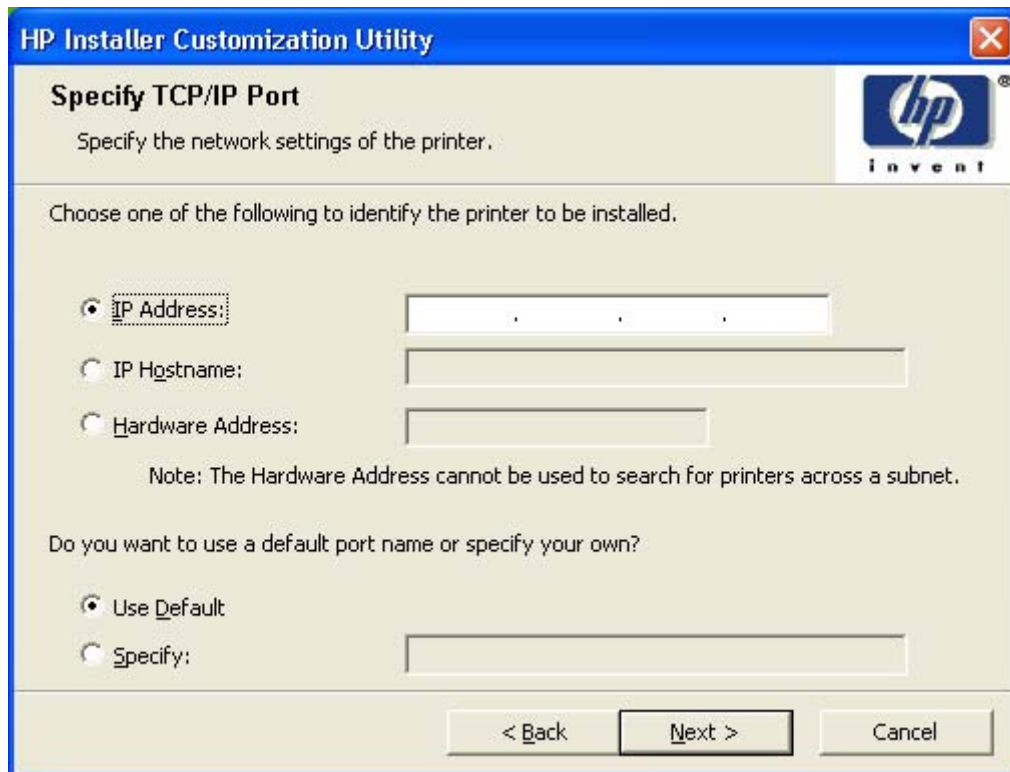 HP Installer Customization Utility
Specify TCP/IP Port
Specify the network settings of the printer.
hp ®
invent
Choose one of the following to identify the printer to be installed.
IP Address: . . .
IP Hostname:
Hardware Address:
Note: The Hardware Address cannot be used to search for printers across a subnet.
Do you want to use a default port name or specify your own?
Use Default
Specify:
< Back Next > Cancel